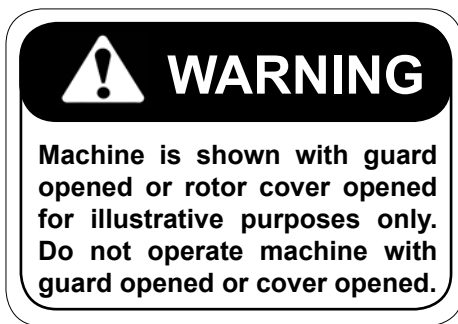 WARNING
Machine is shown with guard
opened or rotor cover opened
for illustrative purposes only.
Do not operate machine with
guard opened or cover opened.